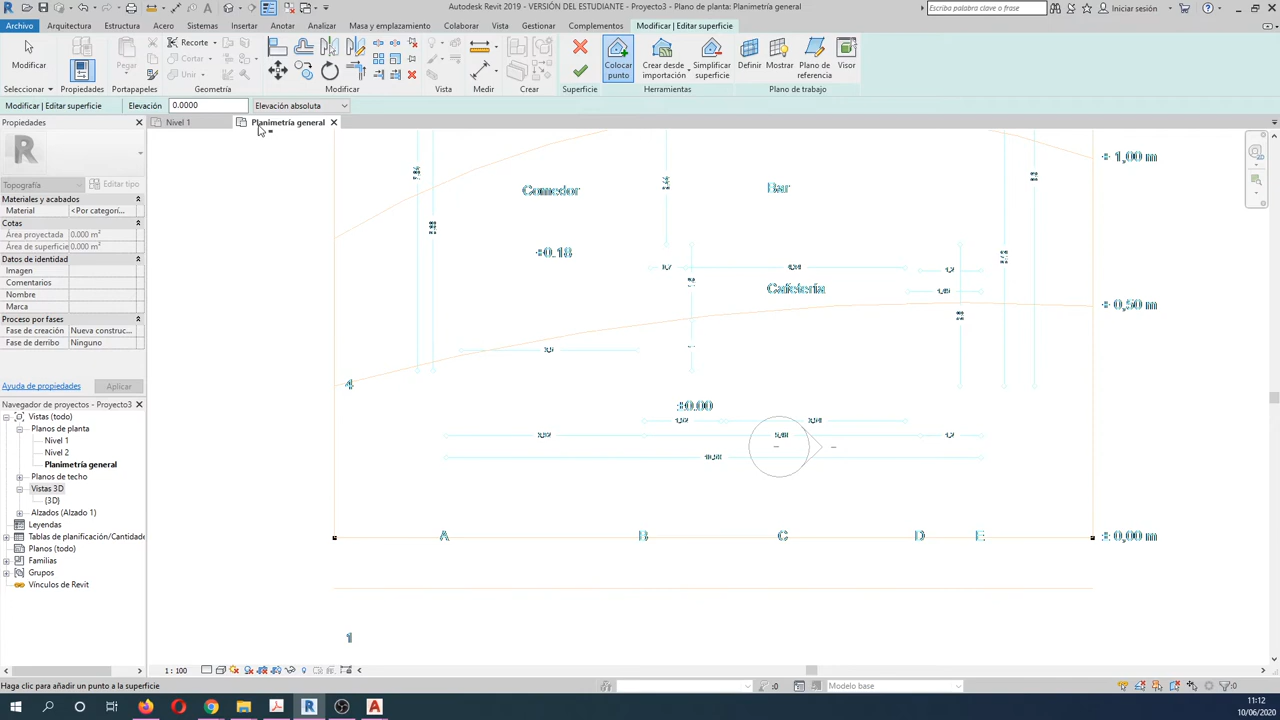 Autodesk Revit 2019 - VERSIÓN DEL ESTUDIANTE - Proyecto3 - Plano de planta: Planimetría general
Escriba palabra clave o frase
Iniciar sesión
Archivo
Arquitectura
Estructura
Acero
Sistemas
Insertar
Anotar
Analizar
Masa y emplazamiento
Colaborar
Vista
Gestionar
Complementos
Modificar | Editar superficie
Modificar
Pegar
Recorte
Cortar
Unir
Colocar punto
Crear desde importación
Simplificar superficie
Definir
Mostrar
Plano de referencia
Visor
Seleccionar
Propiedades
Portapapeles
Geometría
Modificar
Vista
Medir
Crear
Superficie
Herramientas
Plano de trabajo
Modificar | Editar superficie
Elevación
0.0000
Elevación absoluta
Propiedades
Nivel 1
Planimetría general
R
Topografía
Editar tipo
Materiales y acabados
Material
<Por categorí...
Cotas
Área proyectada
0.000 m²
Área de superficie
0.000 m²
Datos de identidad
Imagen
Comentarios
Nombre
Marca
Proceso por fases
Fase de creación
Nueva construc...
Fase de derribo
Ninguno
Ayuda de propiedades
Aplicar
Navegador de proyectos - Proyecto3
Vistas (todo)
Planos de planta
Nivel 1
Nivel 2
Planimetría general
Planos de techo
Vistas 3D
{3D}
Alzados (Alzado 1)
Leyendas
Tablas de planificación/Cantidade
Planos (todo)
Familias
Grupos
Vínculos de Revit
+ 1,00 m
Comedor
Bar
+0.18
Cafetería
+ 0,50 m
4
±0.00
A
B
C
D
E
± 0,00 m
1
1 : 100
Haga clic para añadir un punto a la superficie
:0
Modelo base
:0
11:12
10/06/2020